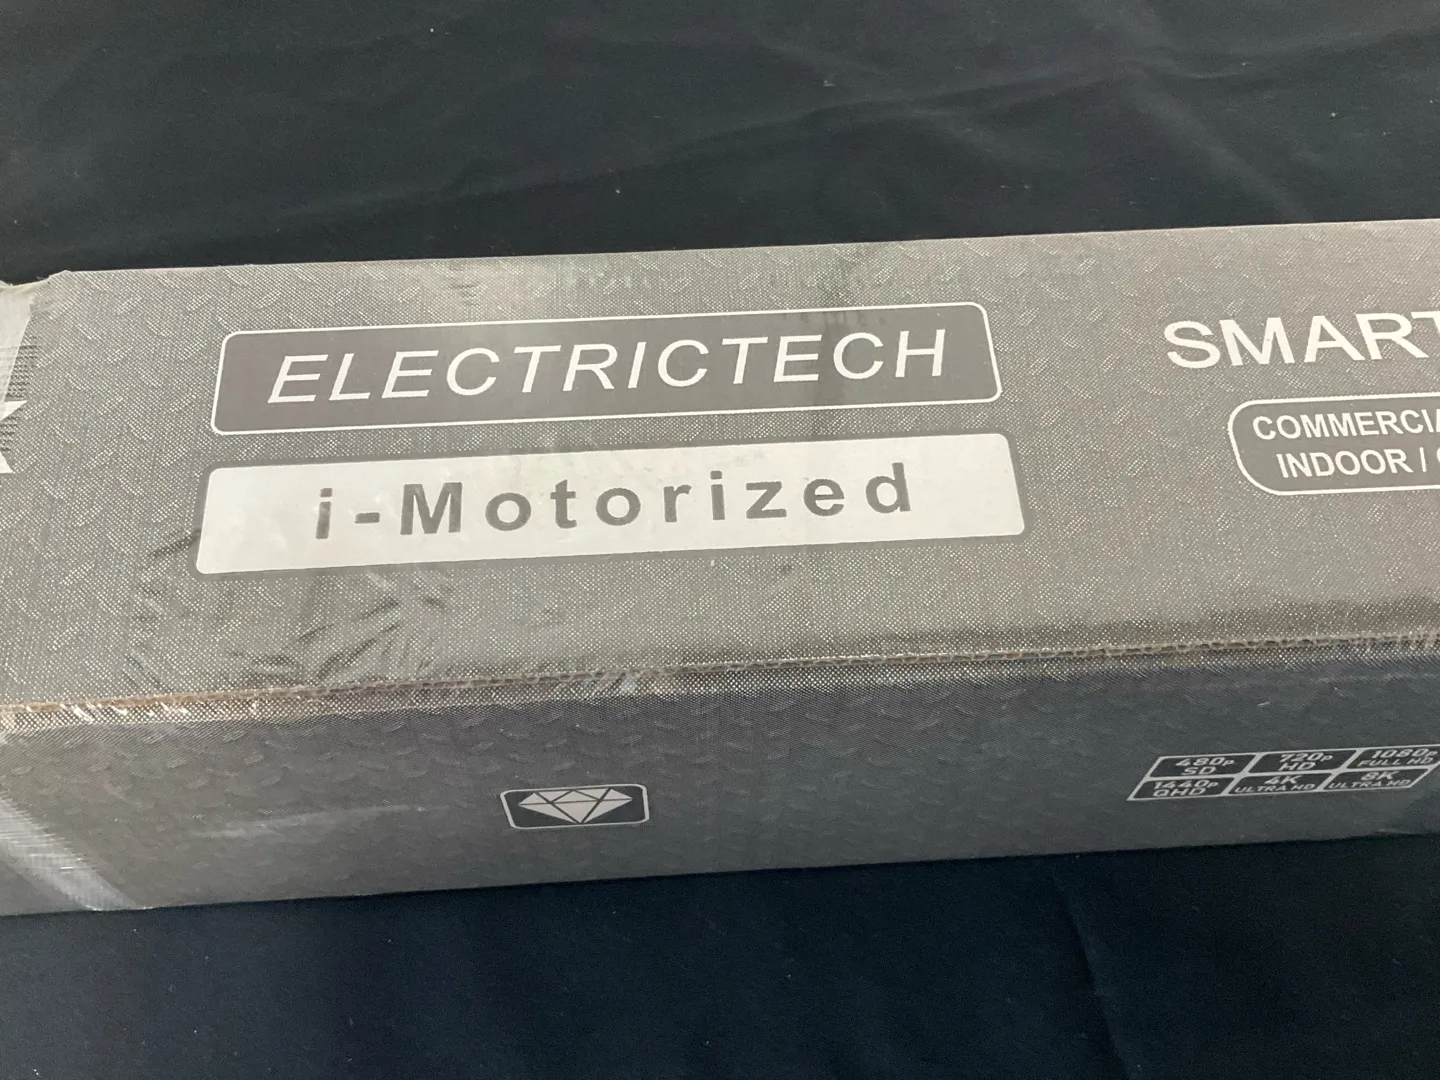 ELECTRICTECH
i-Motorized
SMART
COMMERCIA
INDOOR /
480p SD
720p HD
1080p FULL HD
1440p QHD
4K ULTRA HD
8K ULTRA HD